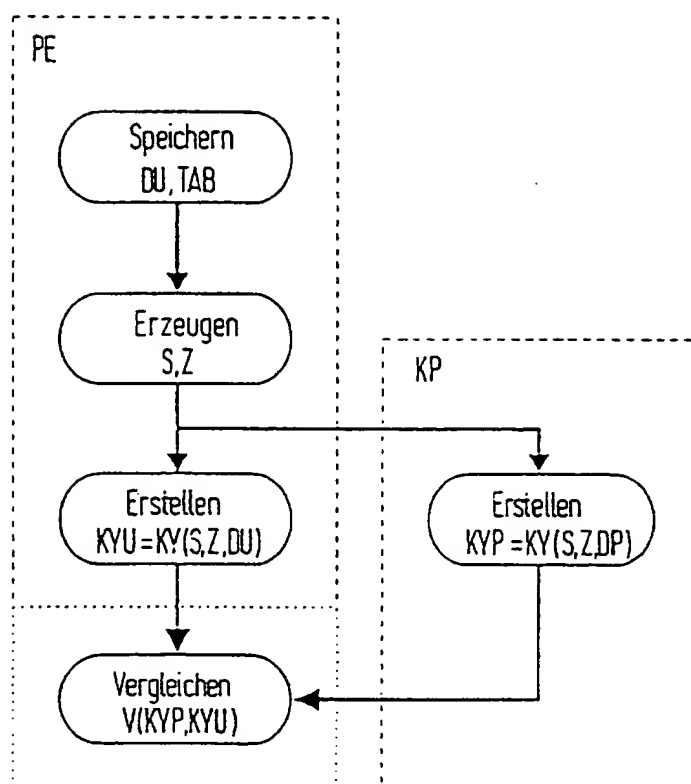 PE
Speichern
DU, TAB
Erzeugen
S,Z
KP
Erstellen
KYU=KY(S,Z,DU)
Erstellen
KYP=KY(S,Z,DP)
Vergleichen
V(KYP,KYU)